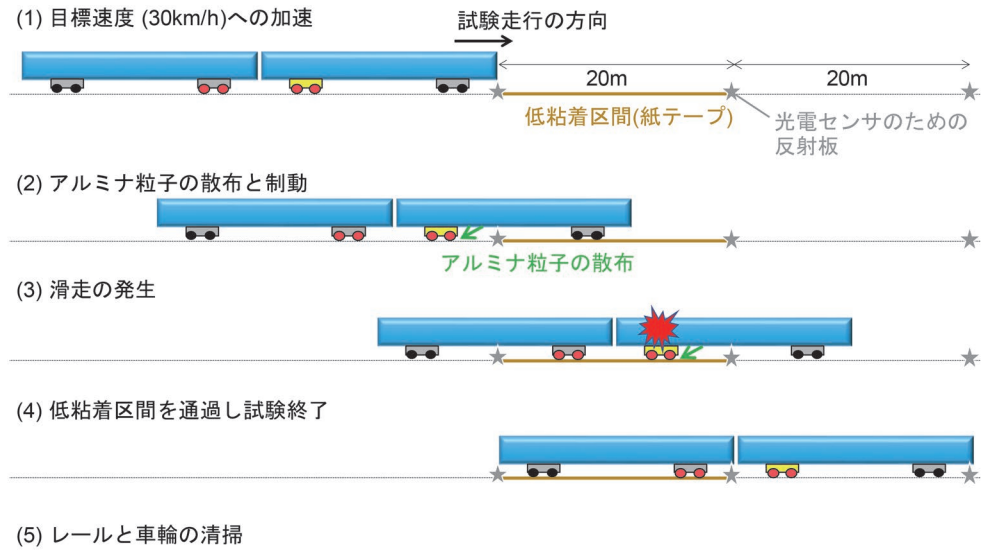 (1) 目標速度 (30km/h)への加速
試験走行の方向
20m
20m
低粘着区間(紙テープ)
光電センサのための
反射板
(2) アルミナ粒子の散布と制動
アルミナ粒子の散布
(3) 滑走の発生
(4) 低粘着区間を通過し試験終了
(5) レールと車輪の清掃